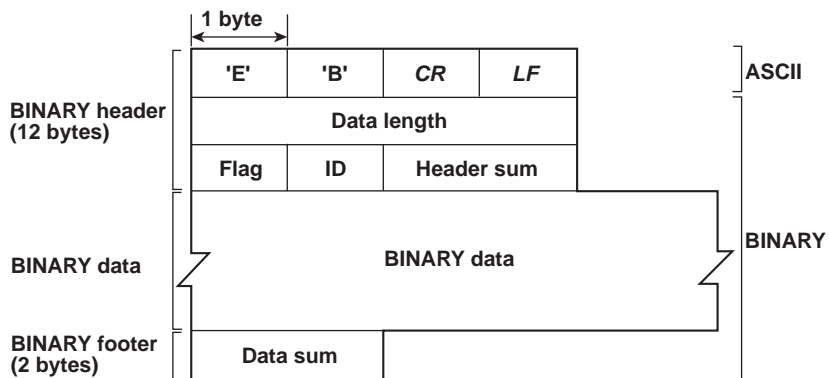 1 byte
'E' 'B' CR LF
ASCII
BINARY header
(12 bytes)
Data length
Flag ID Header sum
BINARY
BINARY data
BINARY data
BINARY footer
(2 bytes)
Data sum